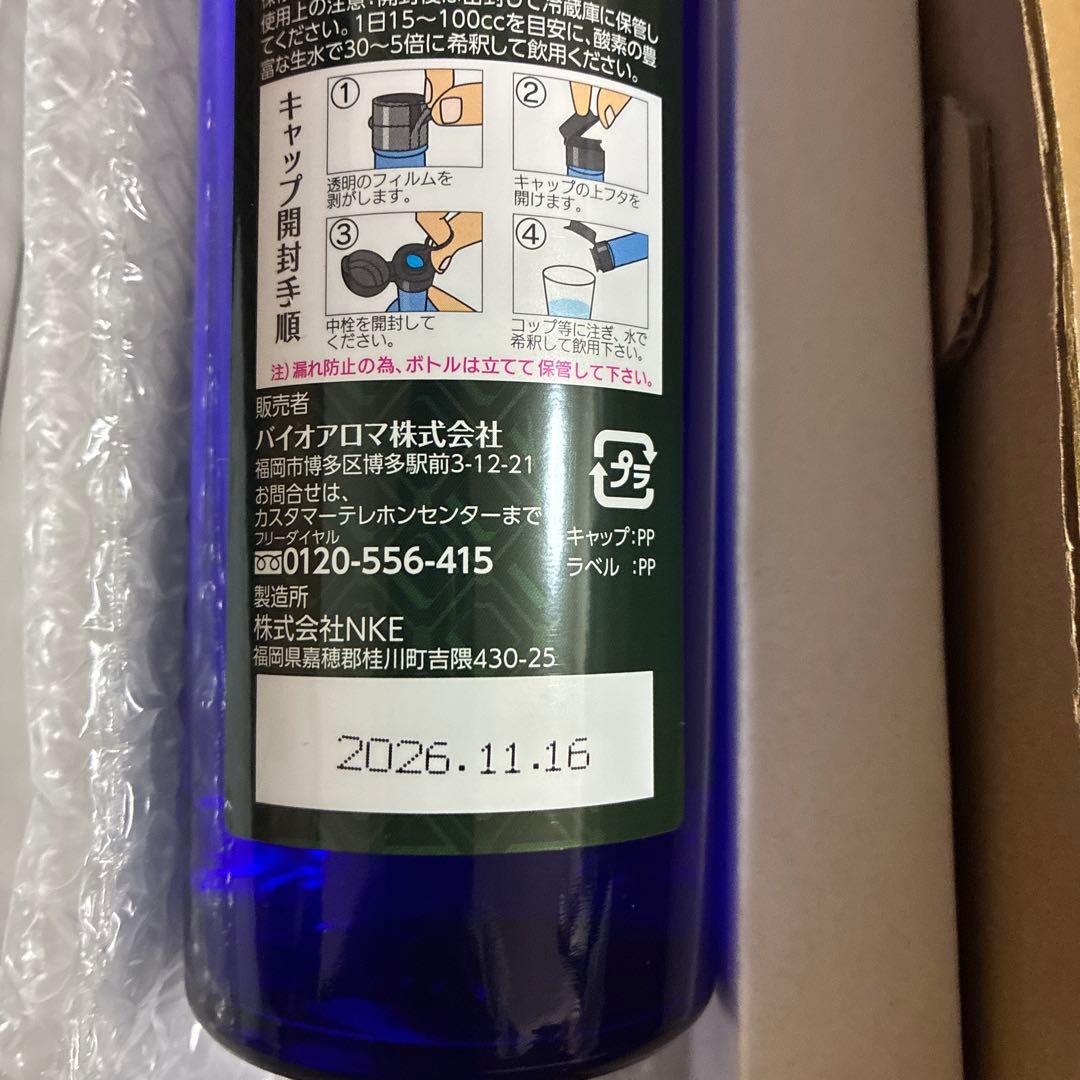 使用上の注意:開封後は密封して冷蔵庫に保管し
てください。1日15〜100ccを目安に、酸素の豊
富な生水で30〜5倍に希釈して飲用ください。
キャップ開封手順
①
透明のフィルムを
剥がします。
②
キャップの上フタを
開けます。
③
中栓を開封して
ください。
④
コップ等に注ぎ、水で
希釈して飲用下さい。
注)漏れ防止の為、ボトルは立てて保管して下さい。
販売者
バイオアロマ株式会社
福岡市博多区博多駅前3-12-21
お問合せは、
カスタマーテレホンセンターまで
フリーダイヤル
0120-556-415
プラ
キャップ:PP
ラベル :PP
製造所
株式会社NKE
福岡県嘉穂郡桂川町吉隈430-25
2026.11.16